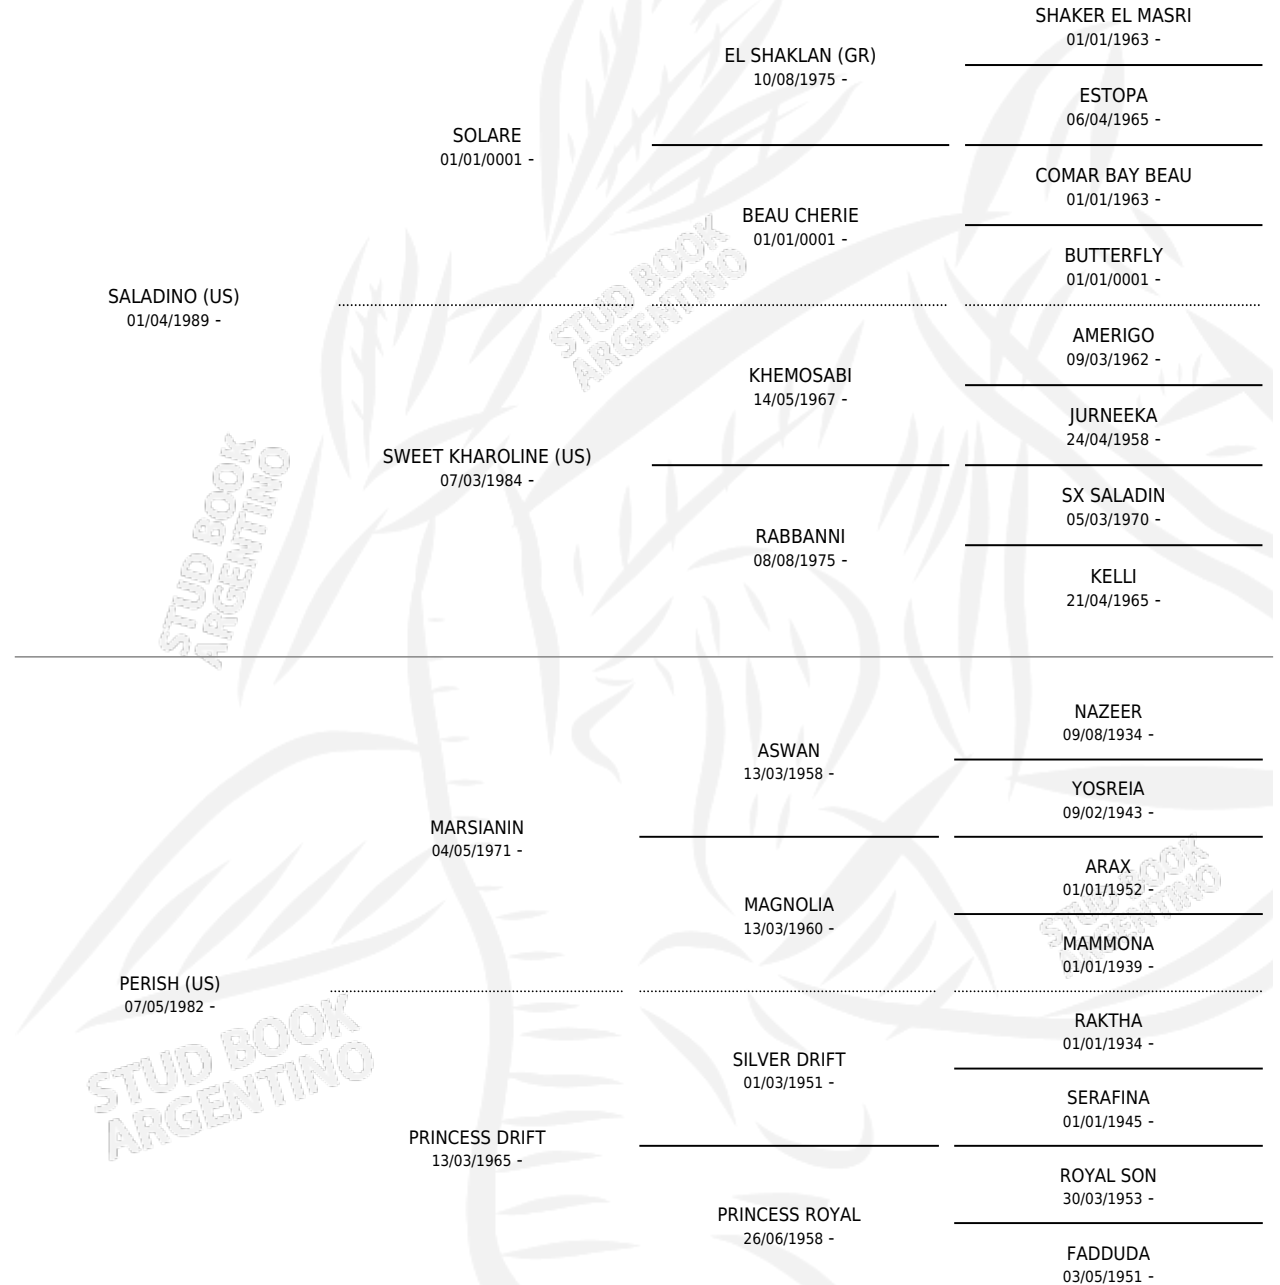 SHAKER EL MASRI
01/01/1963 -
EL SHAKLAN (GR)
10/08/1975 -
ESTOPA
06/04/1965 -
SOLARE
01/01/0001 -
COMAR BAY BEAU
01/01/1963 -
BEAU CHERIE
01/01/0001 -
BUTTERFLY
01/01/0001 -
STUD BOOK
ARGENTINO
SALADINO (US)
01/04/1989 -
AMERIGO
09/03/1962 -
KHEMOSABI
14/05/1967 -
JURNEEKA
24/04/1958 -
SWEET KHAROLINE (US)
07/03/1984 -
SX SALADIN
05/03/1970 -
RABBANNI
08/08/1975 -
KELLI
21/04/1965 -
STUD BOOK
ARGENTINO
NAZEER
09/08/1934 -
ASWAN
13/03/1958 -
YOSREIA
09/02/1943 -
MARSIANIN
04/05/1971 -
ARAX
01/01/1952 -
MAGNOLIA
13/03/1960 -
MAMMONA
01/01/1939 -
STUD BOOK
ARGENTINO
PERISH (US)
07/05/1982 -
RAKTHA
01/01/1934 -
SILVER DRIFT
01/03/1951 -
SERAFINA
01/01/1945 -
STUD BOOK
ARGENTINO
PRINCESS DRIFT
13/03/1965 -
ROYAL SON
30/03/1953 -
PRINCESS ROYAL
26/06/1958 -
FADDUDA
03/05/1951 -